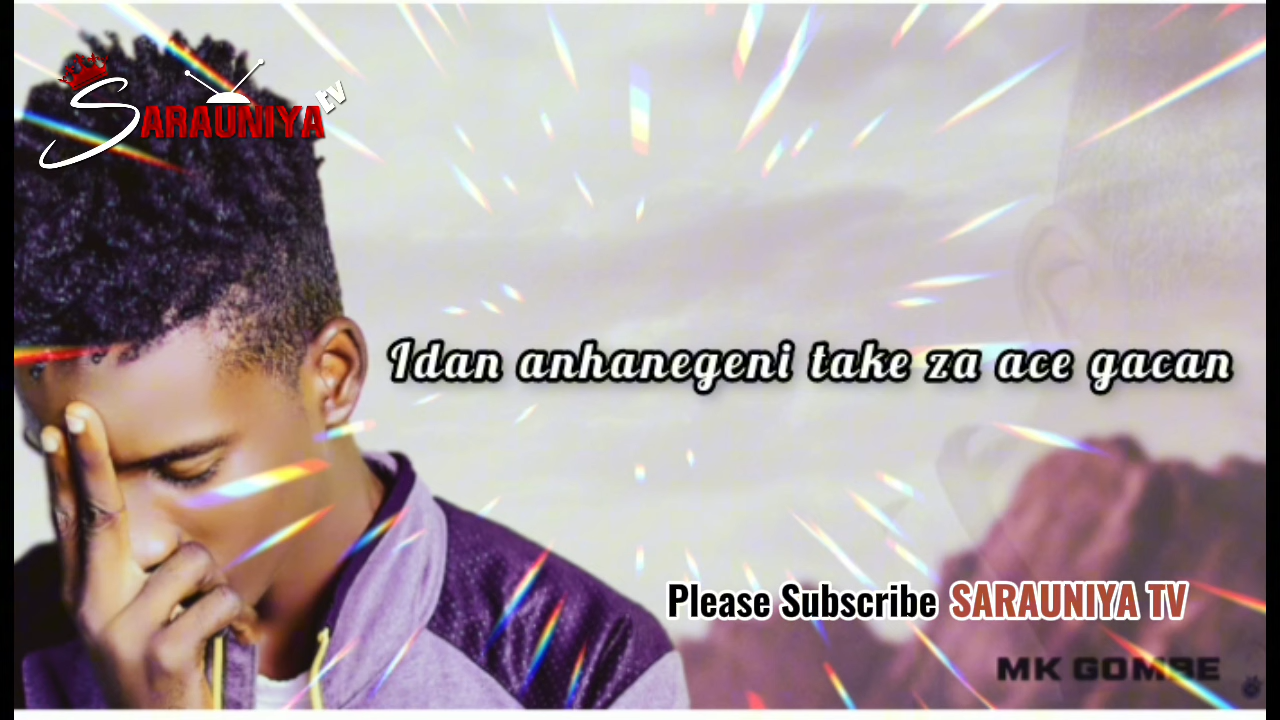 SARAUNIYA tv
Idan anhanegeni take za ace gacan
Please Subscribe SARAUNIYA TV
MK GOMBE